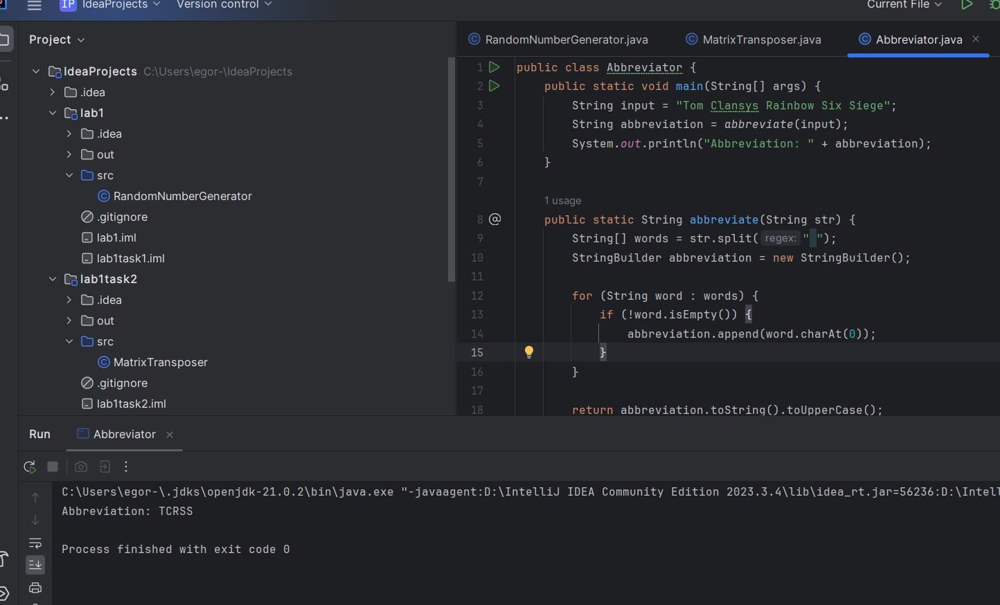 IP IdeaProjects Version control Current File
Project
RandomNumberGenerator.java MatrixTransposer.java Abbreviator.java
IdeaProjects C:\Users\egor-\IdeaProjects
.idea
lab1
.idea
out
src
RandomNumberGenerator
.gitignore
lab1.iml
lab1task1.iml
lab1task2
.idea
out
src
MatrixTransposer
.gitignore
lab1task2.iml
1 public class Abbreviator {
2 public static void main(String[] args) {
3 String input = "Tom Clansys Rainbow Six Siege";
4 String abbreviation = abbreviate(input);
5 System.out.println("Abbreviation: " + abbreviation);
6 }
7
1 usage
8 @ public static String abbreviate(String str) {
9 String[] words = str.split( regex: " ");
10 StringBuilder abbreviation = new StringBuilder();
11
12 for (String word : words) {
13 if (!word.isEmpty()) {
14 abbreviation.append(word.charAt(0));
15 }
16 }
17
18 return abbreviation.toString().toUpperCase();
Run Abbreviator
C:\Users\egor-\.jdks\openjdk-21.0.2\bin\java.exe "-javaagent:D:\IntelliJ IDEA Community Edition 2023.3.4\lib\idea_rt.jar=56236:D:\Intell
Abbreviation: TCRSS
Process finished with exit code 0